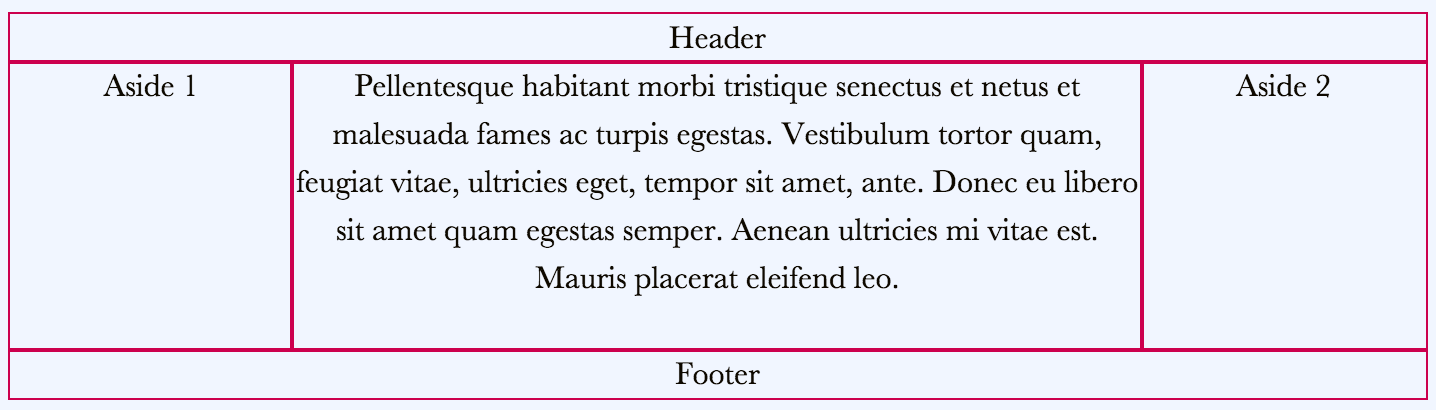 Header
Aside 1
Pellentesque habitant morbi tristique senectus et netus et
malesuada fames ac turpis egestas. Vestibulum tortor quam,
feugiat vitae, ultricies eget, tempor sit amet, ante. Donec eu libero
sit amet quam egestas semper. Aenean ultricies mi vitae est.
Mauris placerat eleifend leo.
Aside 2
Footer